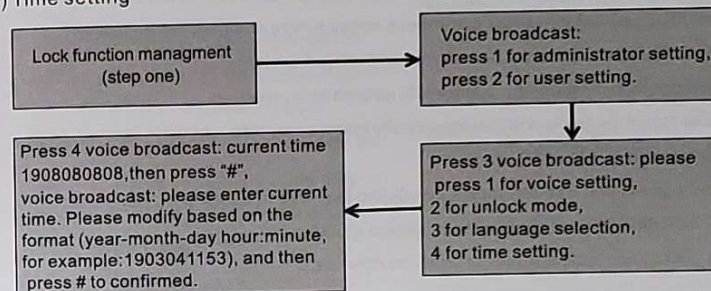 ) Time setting
Lock function managment
(step one)
Voice broadcast:
press 1 for administrator setting,
press 2 for user setting.
Press 3 voice broadcast: please
press 1 for voice setting,
2 for unlock mode,
3 for language selection,
4 for time setting.
Press 4 voice broadcast: current time
1908080808,then press “#”,
voice broadcast: please enter current
time. Please modify based on the
format (year-month-day hour:minute,
for example:1903041153), and then
press # to confirmed.